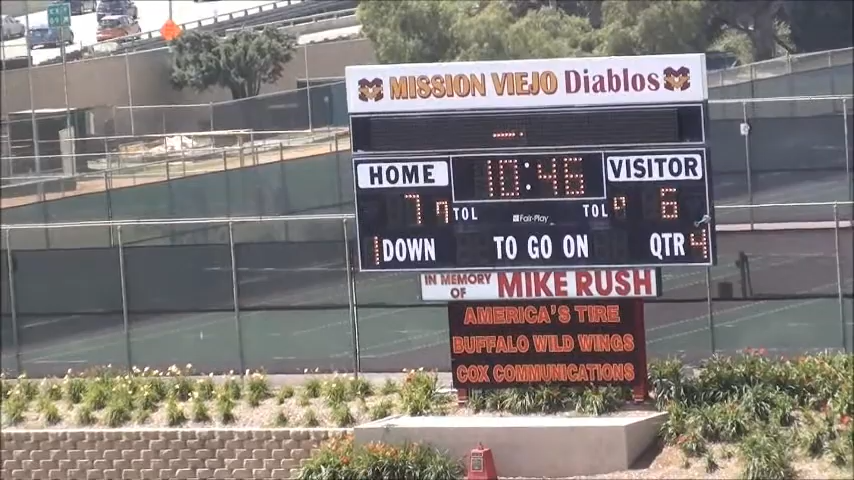 MISSION VIEJO Diablos
HOME 10:46 VISITOR
7 TOL Fair-Play TOL 6
1 DOWN TO GO ON QTR 4
IN MEMORY OF MIKE RUSH
AMERICA'S TIRE
BUFFALO WILD WINGS
COX COMMUNICATIONS